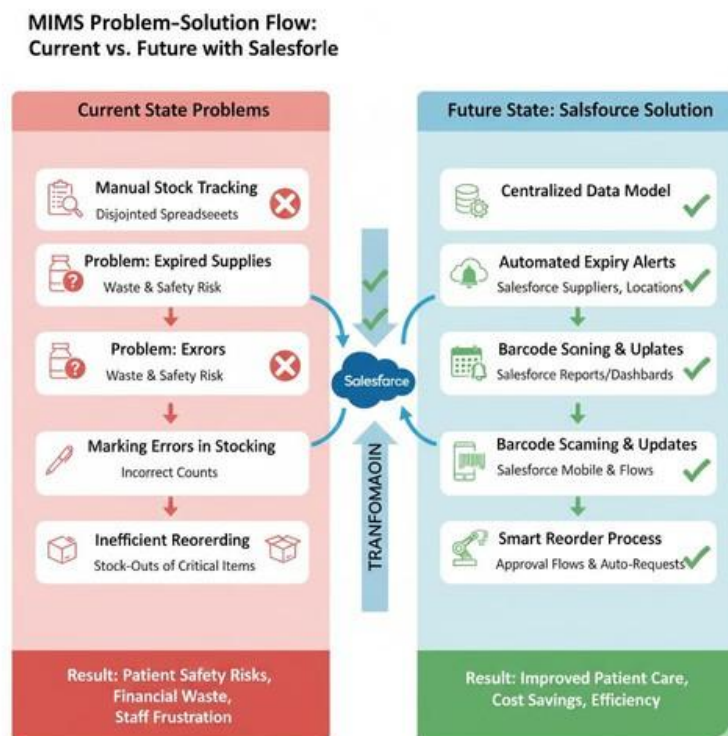 MIMS Problem-Solution Flow:
Current vs. Future with Salesforle
Current State Problems
Manual Stock Tracking
Disjointed Spreadseeets
Problem: Expired Supplies
Waste & Safety Risk
Problem: Exrors
Waste & Safety Risk
Marking Errors in Stocking
Incorrect Counts
Inefficient Reorerding
Stock-Outs of Critical Items
Result: Patient Safety Risks,
Financial Waste,
Staff Frustration
Salesfarce
TRANFOMAOIN
Future State: Salsfource Solution
Centralized Data Model
Automated Expiry Alerts
Salesforce Suppliers, Locations
Barcode Soning & Uplates
Salesforce Reports/Dashbards
Barcode Scaming & Updates
Salesforce Mobile & Flows
Smart Reorder Process
Approval Flows & Auto-Requests
Result: Improved Patient Care,
Cost Savings, Efficiency